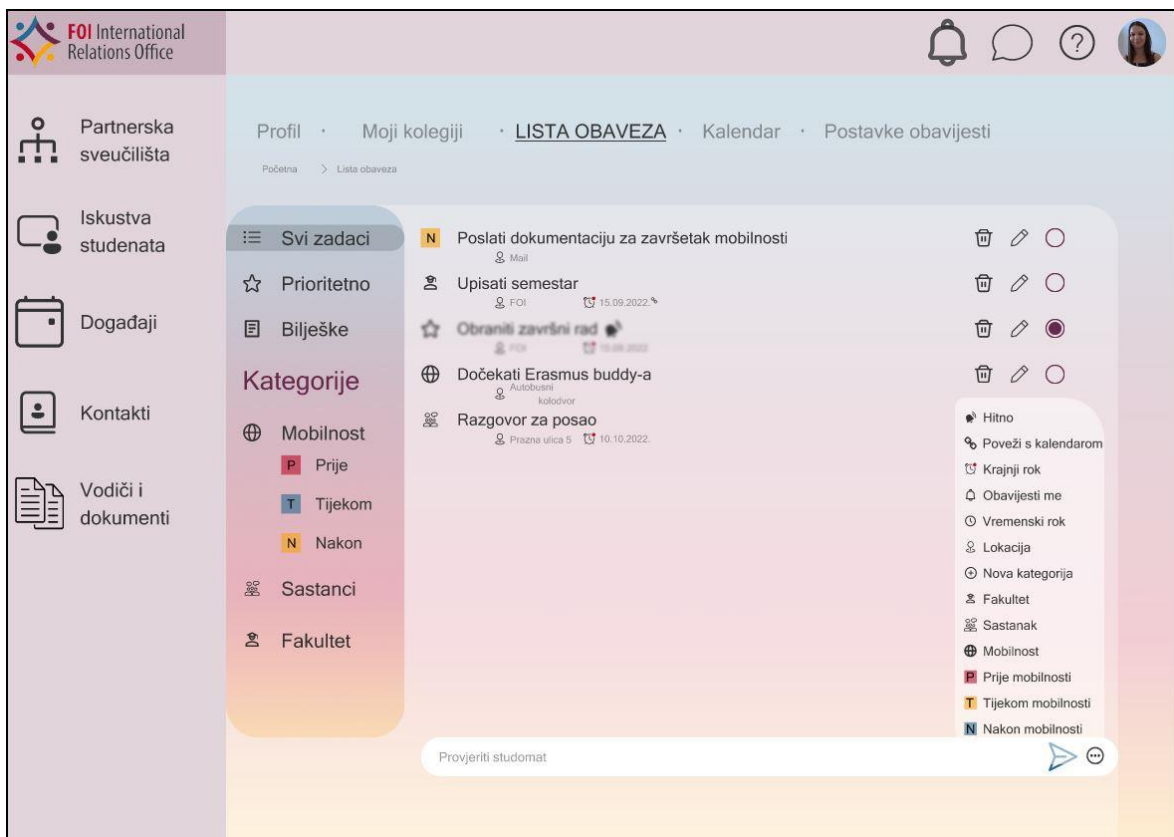 FOI International
Relations Office
Partnerska
sveučilišta
Iskustva
studenata
Događaji
Kontakti
Vodiči i
dokumenti
Profil · Moji kolegiji · LISTA OBAVEZA · Kalendar · Postavke obavijesti
Početna > Lista obaveza
Svi zadaci
Prioritetno
Bilješke
Kategorije
Mobilnost
P Prije
T Tijekom
N Nakon
Sastanci
Fakultet
N Poslati dokumentaciju za završetak mobilnosti
Mail
Upisati semestar
FOI 15.09.2022.
Obraniti završni rad
FOI 15.09.2022
Dočekati Erasmus buddy-a
Autobusni
kolodvor
Razgovor za posao
Prazna ulica 5 10.10.2022.
Hitno
Poveži s kalendarom
Krajnji rok
Obavijesti me
Vremenski rok
Lokacija
Nova kategorija
Fakultet
Sastanak
Mobilnost
P Prije mobilnosti
T Tijekom mobilnosti
N Nakon mobilnosti
Provjeriti studomat